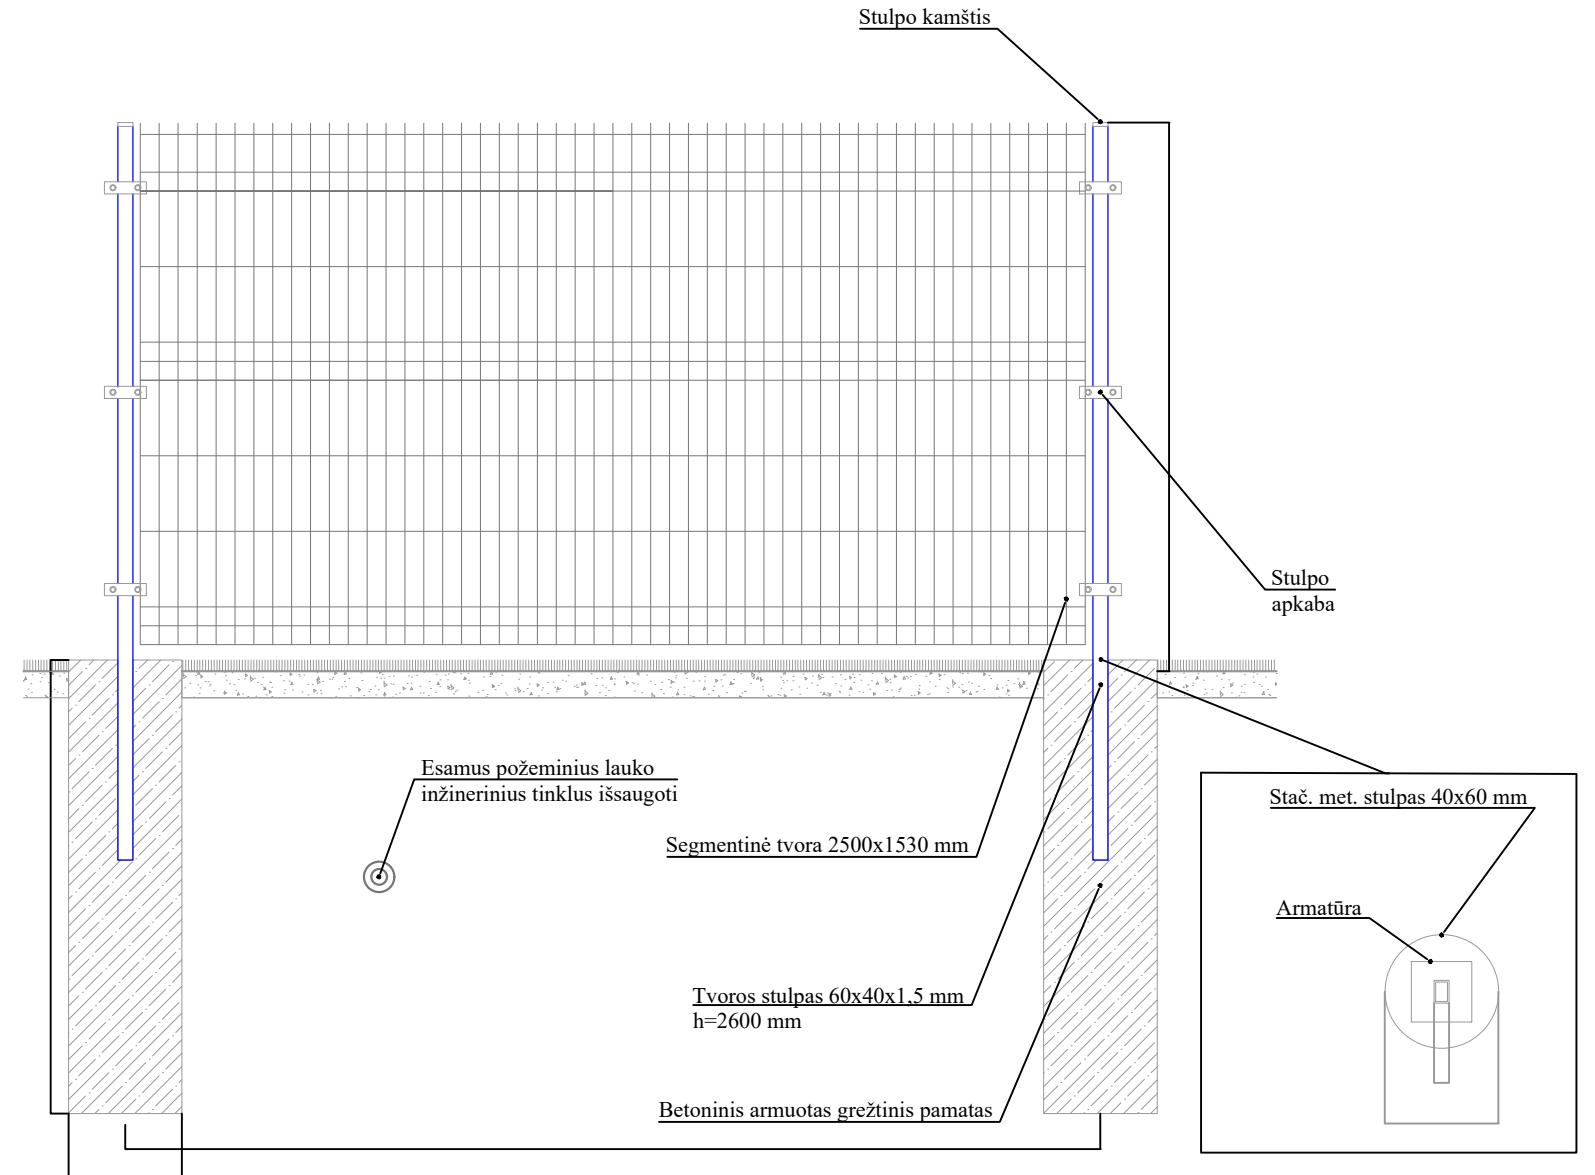 Stulpo kamštis
Stulpo
apkaba
Esamus požeminius lauko
inžinerinius tinklus išsaugoti
Stač. met. stulpas 40x60 mm
Segmentinė tvora 2500x1530 mm
Armatūra
Tvoros stulpas 60x40x1,5 mm
h=2600 mm
Betoninis armuotas grežtinis pamatas